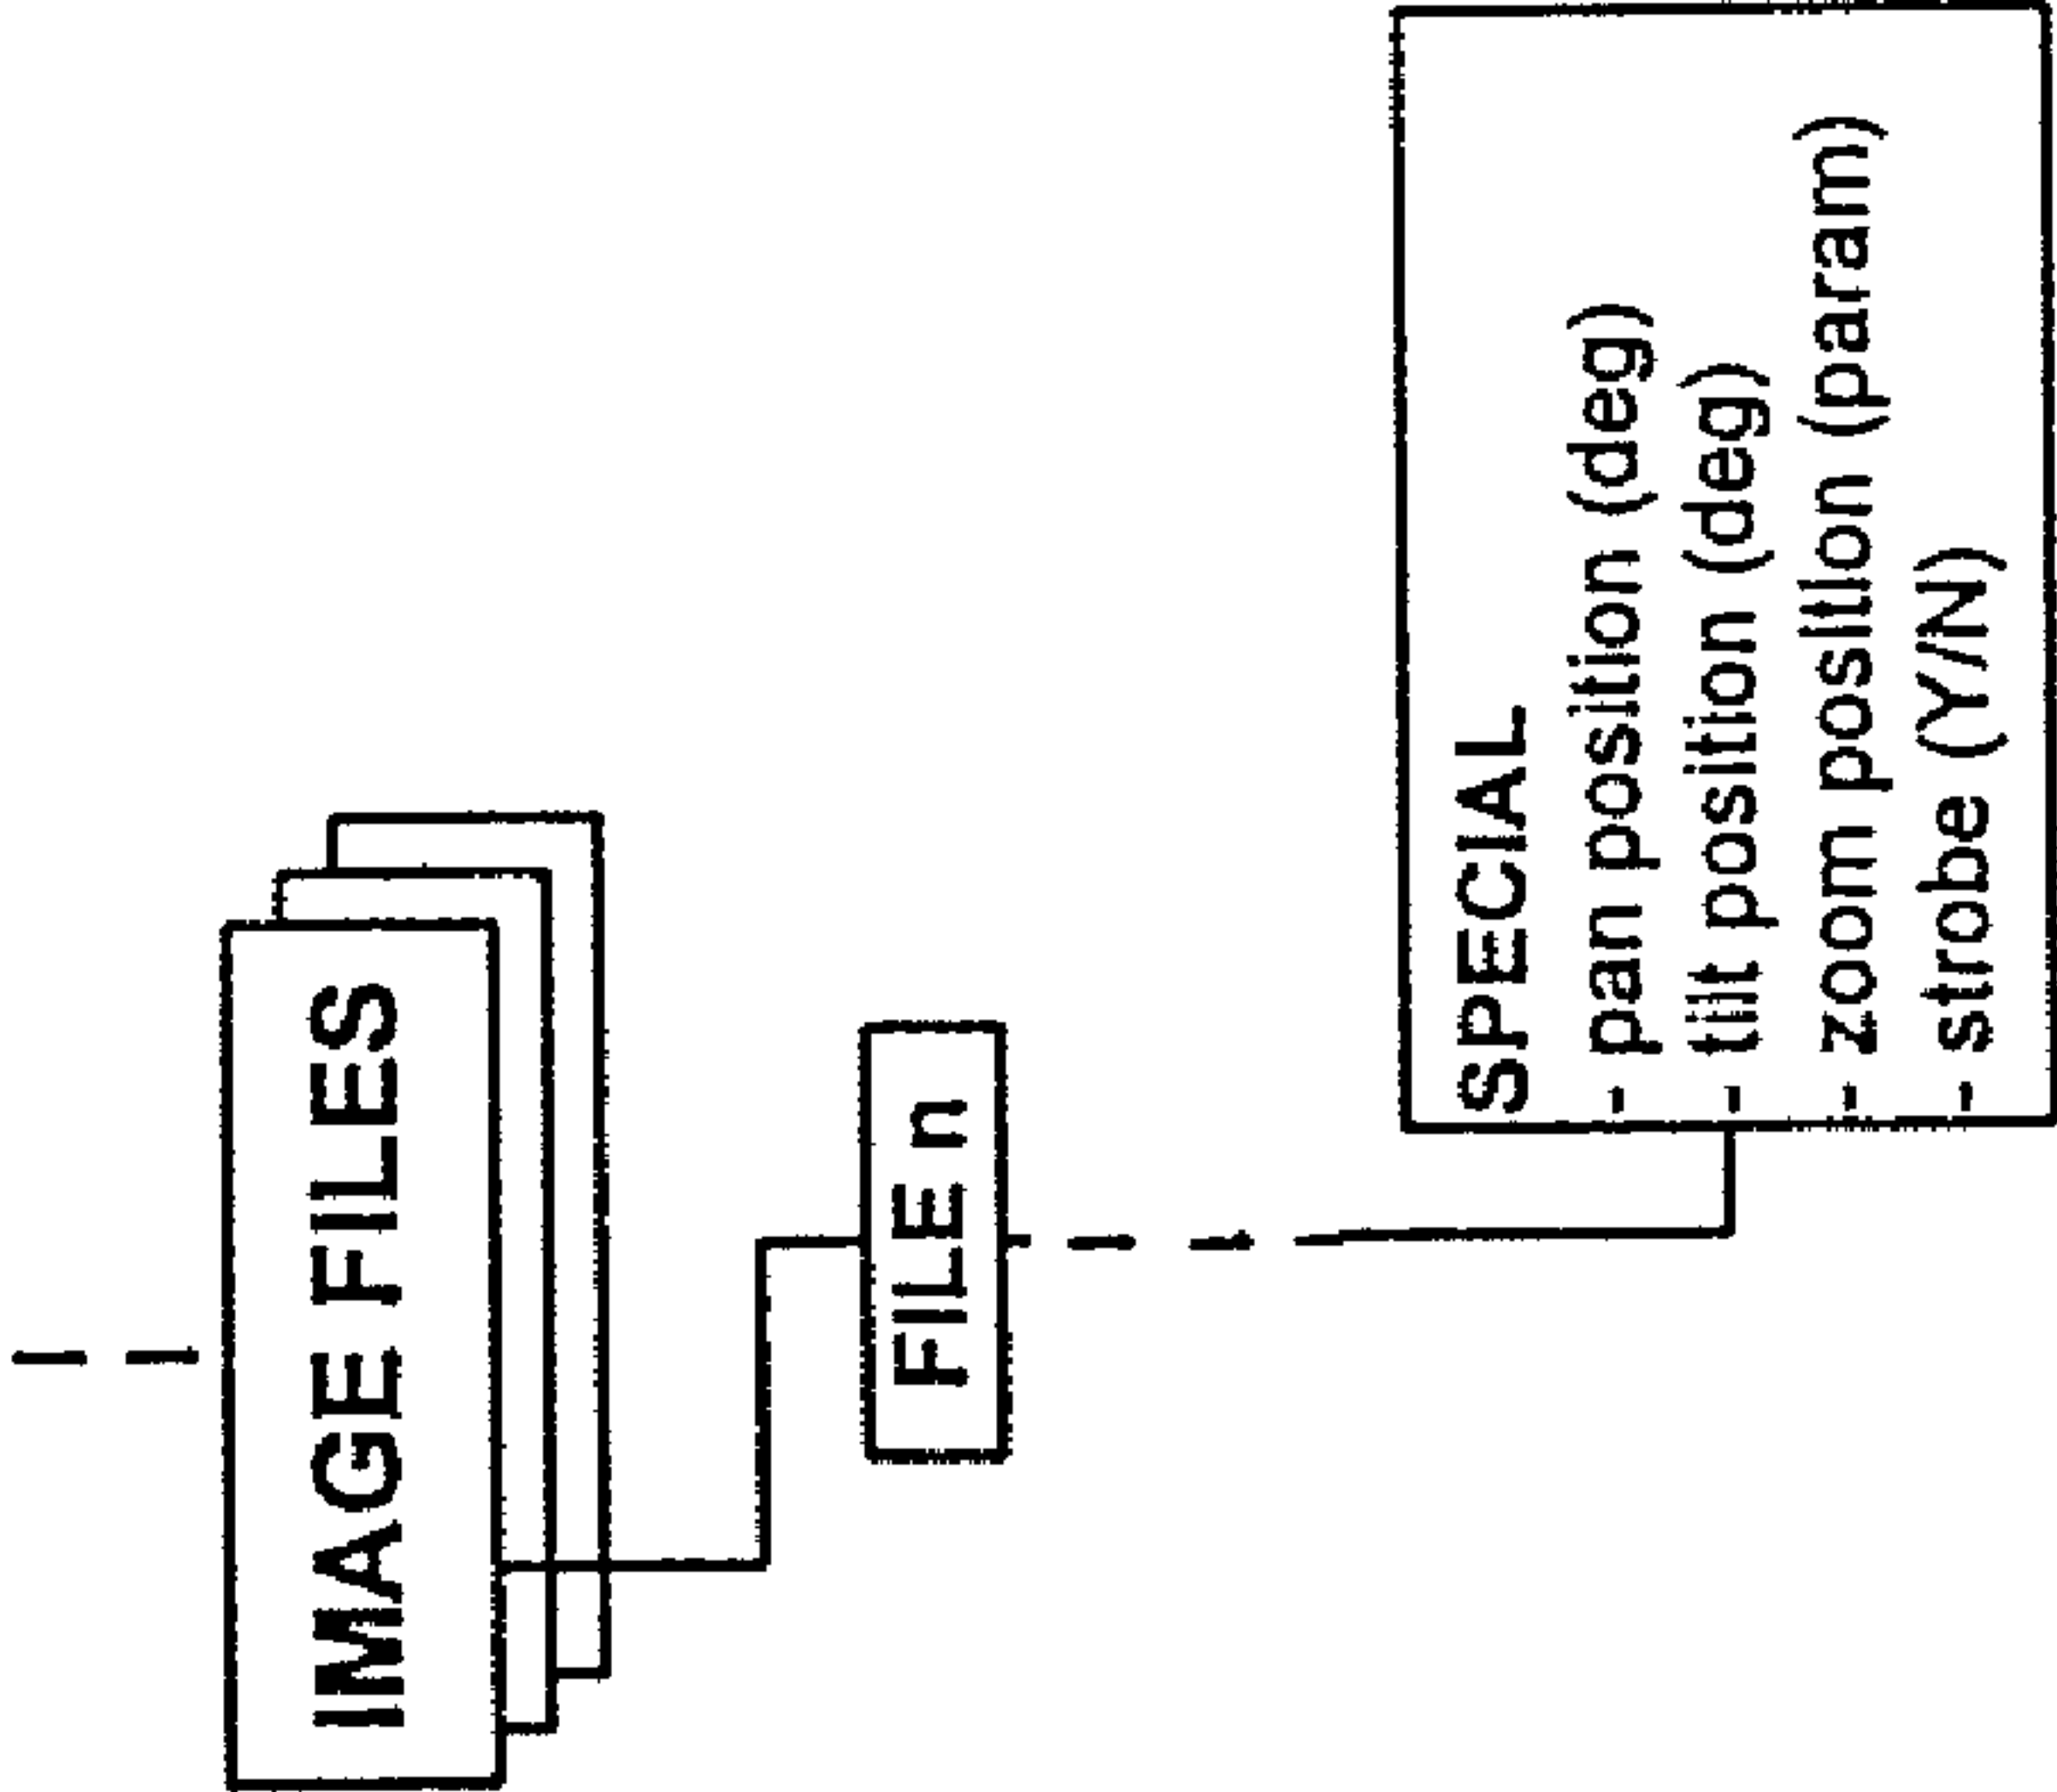 IMAGE FILES
FILE n
SPECIAL
- pan position (deg)
- tilt position (deg)
- zoom position (param)
- strobe (Y/N)